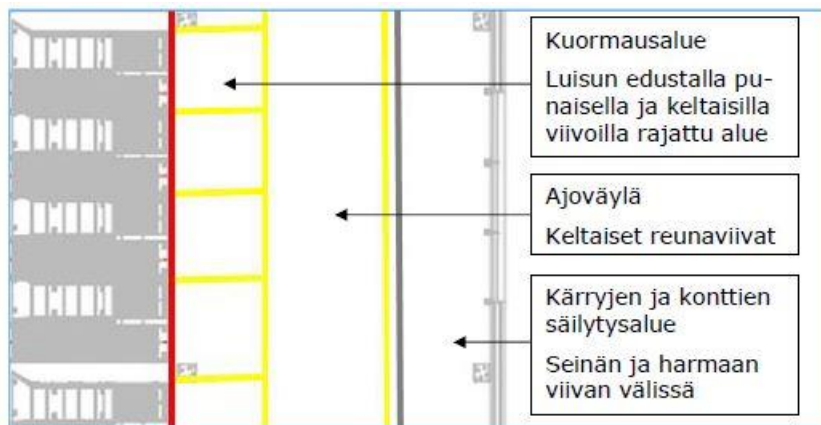 Kuormausalue
Luisun edustalla pu-
naisella ja keltaisilla
viivoilla rajattu alue
Ajoväylä
Keltaiset reunaviivat
Kärryjen ja konttien
säilytysalue
Seinän ja harmaan
viivan välissä